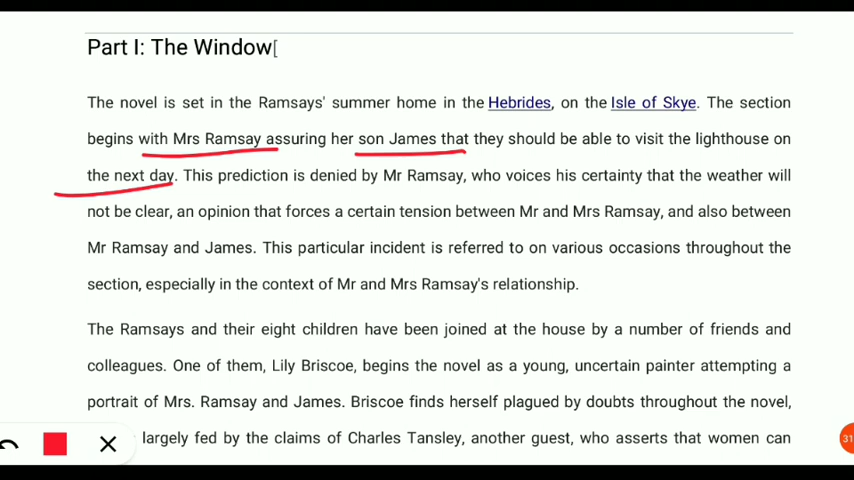 Part I: The Window[
The novel is set in the Ramsays' summer home in the Hebrides, on the Isle of Skye. The section
begins with Mrs Ramsay assuring her son James that they should be able to visit the lighthouse on
the next day. This prediction is denied by Mr Ramsay, who voices his certainty that the weather will
not be clear, an opinion that forces a certain tension between Mr and Mrs Ramsay, and also between
Mr Ramsay and James. This particular incident is referred to on various occasions throughout the
section, especially in the context of Mr and Mrs Ramsay's relationship.
The Ramsays and their eight children have been joined at the house by a number of friends and
colleagues. One of them, Lily Briscoe, begins the novel as a young, uncertain painter attempting a
portrait of Mrs. Ramsay and James. Briscoe finds herself plagued by doubts throughout the novel,
largely fed by the claims of Charles Tansley, another guest, who asserts that women can
31